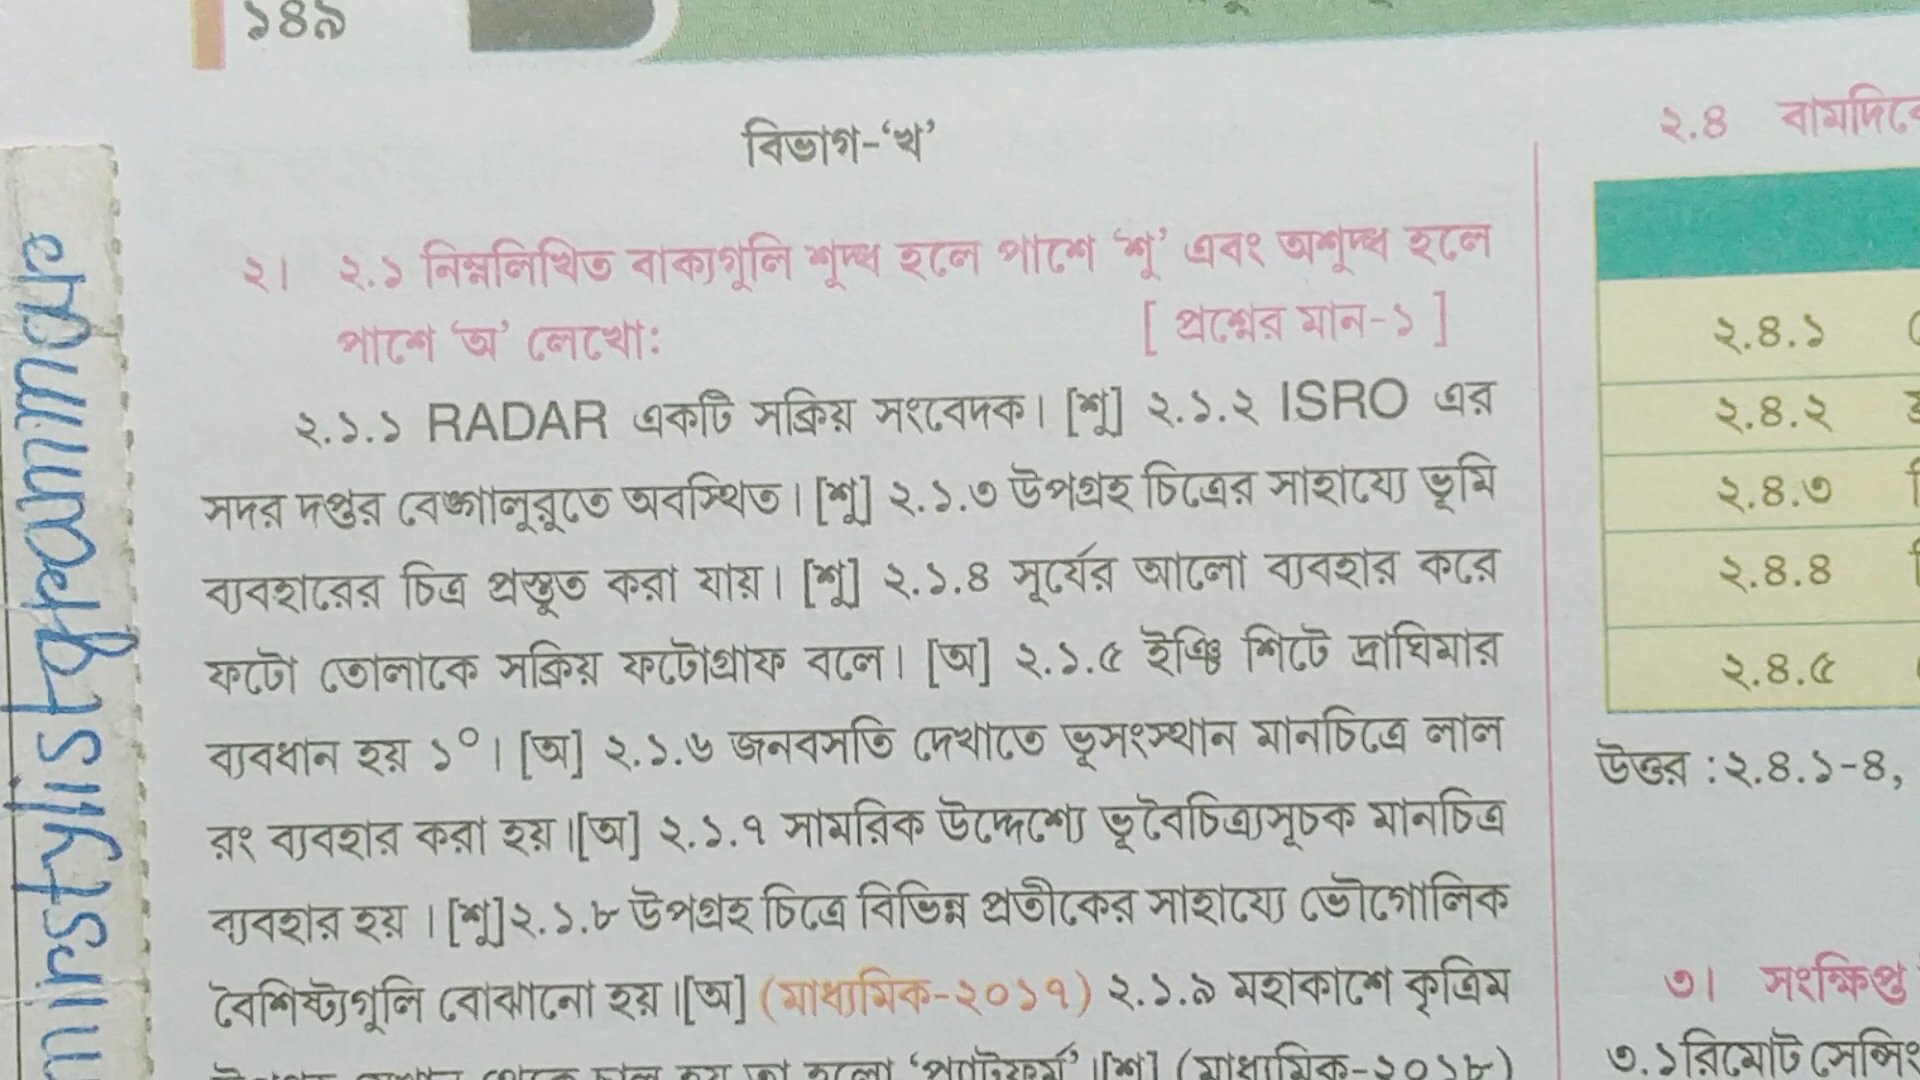 ১৪৯
বিভাগ-‘খ’
২। ২.১ নিম্নলিখিত বাক্যগুলি শুদ্ধ হলে পাশে ‘শু’ এবং অশুদ্ধ হলে
পাশে ‘অ’ লেখো: [ প্রশ্নের মান-১ ]
২.১.১ RADAR একটি সক্রিয় সংবেদক। [শু] ২.১.২ ISRO এর
সদর দপ্তর বেঙ্গালুরুতে অবস্থিত। [শু] ২.১.৩ উপগ্রহ চিত্রের সাহায্যে ভূমি
ব্যবহারের চিত্র প্রস্তুত করা যায়। [শু] ২.১.৪ সূর্যের আলো ব্যবহার করে
ফটো তোলাকে সক্রিয় ফটোগ্রাফ বলে। [অ] ২.১.৫ ইঞ্চি শিটে দ্রাঘিমার
ব্যবধান হয় ১°। [অ] ২.১.৬ জনবসতি দেখাতে ভূসংস্থান মানচিত্রে লাল
রং ব্যবহার করা হয়।[অ] ২.১.৭ সামরিক উদ্দেশ্যে ভূবৈচিত্র্যসূচক মানচিত্র
ব্যবহার হয়। [শু]২.১.৮ উপগ্রহ চিত্রে বিভিন্ন প্রতীকের সাহায্যে ভৌগোলিক
বৈশিষ্ট্যগুলি বোঝানো হয়।[অ] (মাধ্যমিক-২০১৭) ২.১.৯ মহাকাশে কৃত্রিম
হলো ‘প্ল্যাটফর্ম’।[শু] (মাধ্যমিক-২০১৮)
২.৪ বামদিকে
২.৪.১
২.৪.২
২.৪.৩
২.৪.৪
২.৪.৫
উত্তর :২.৪.১-৪,
৩। সংক্ষিপ্ত
৩.১রিমোট সেন্সিং
mirstylistgrammar